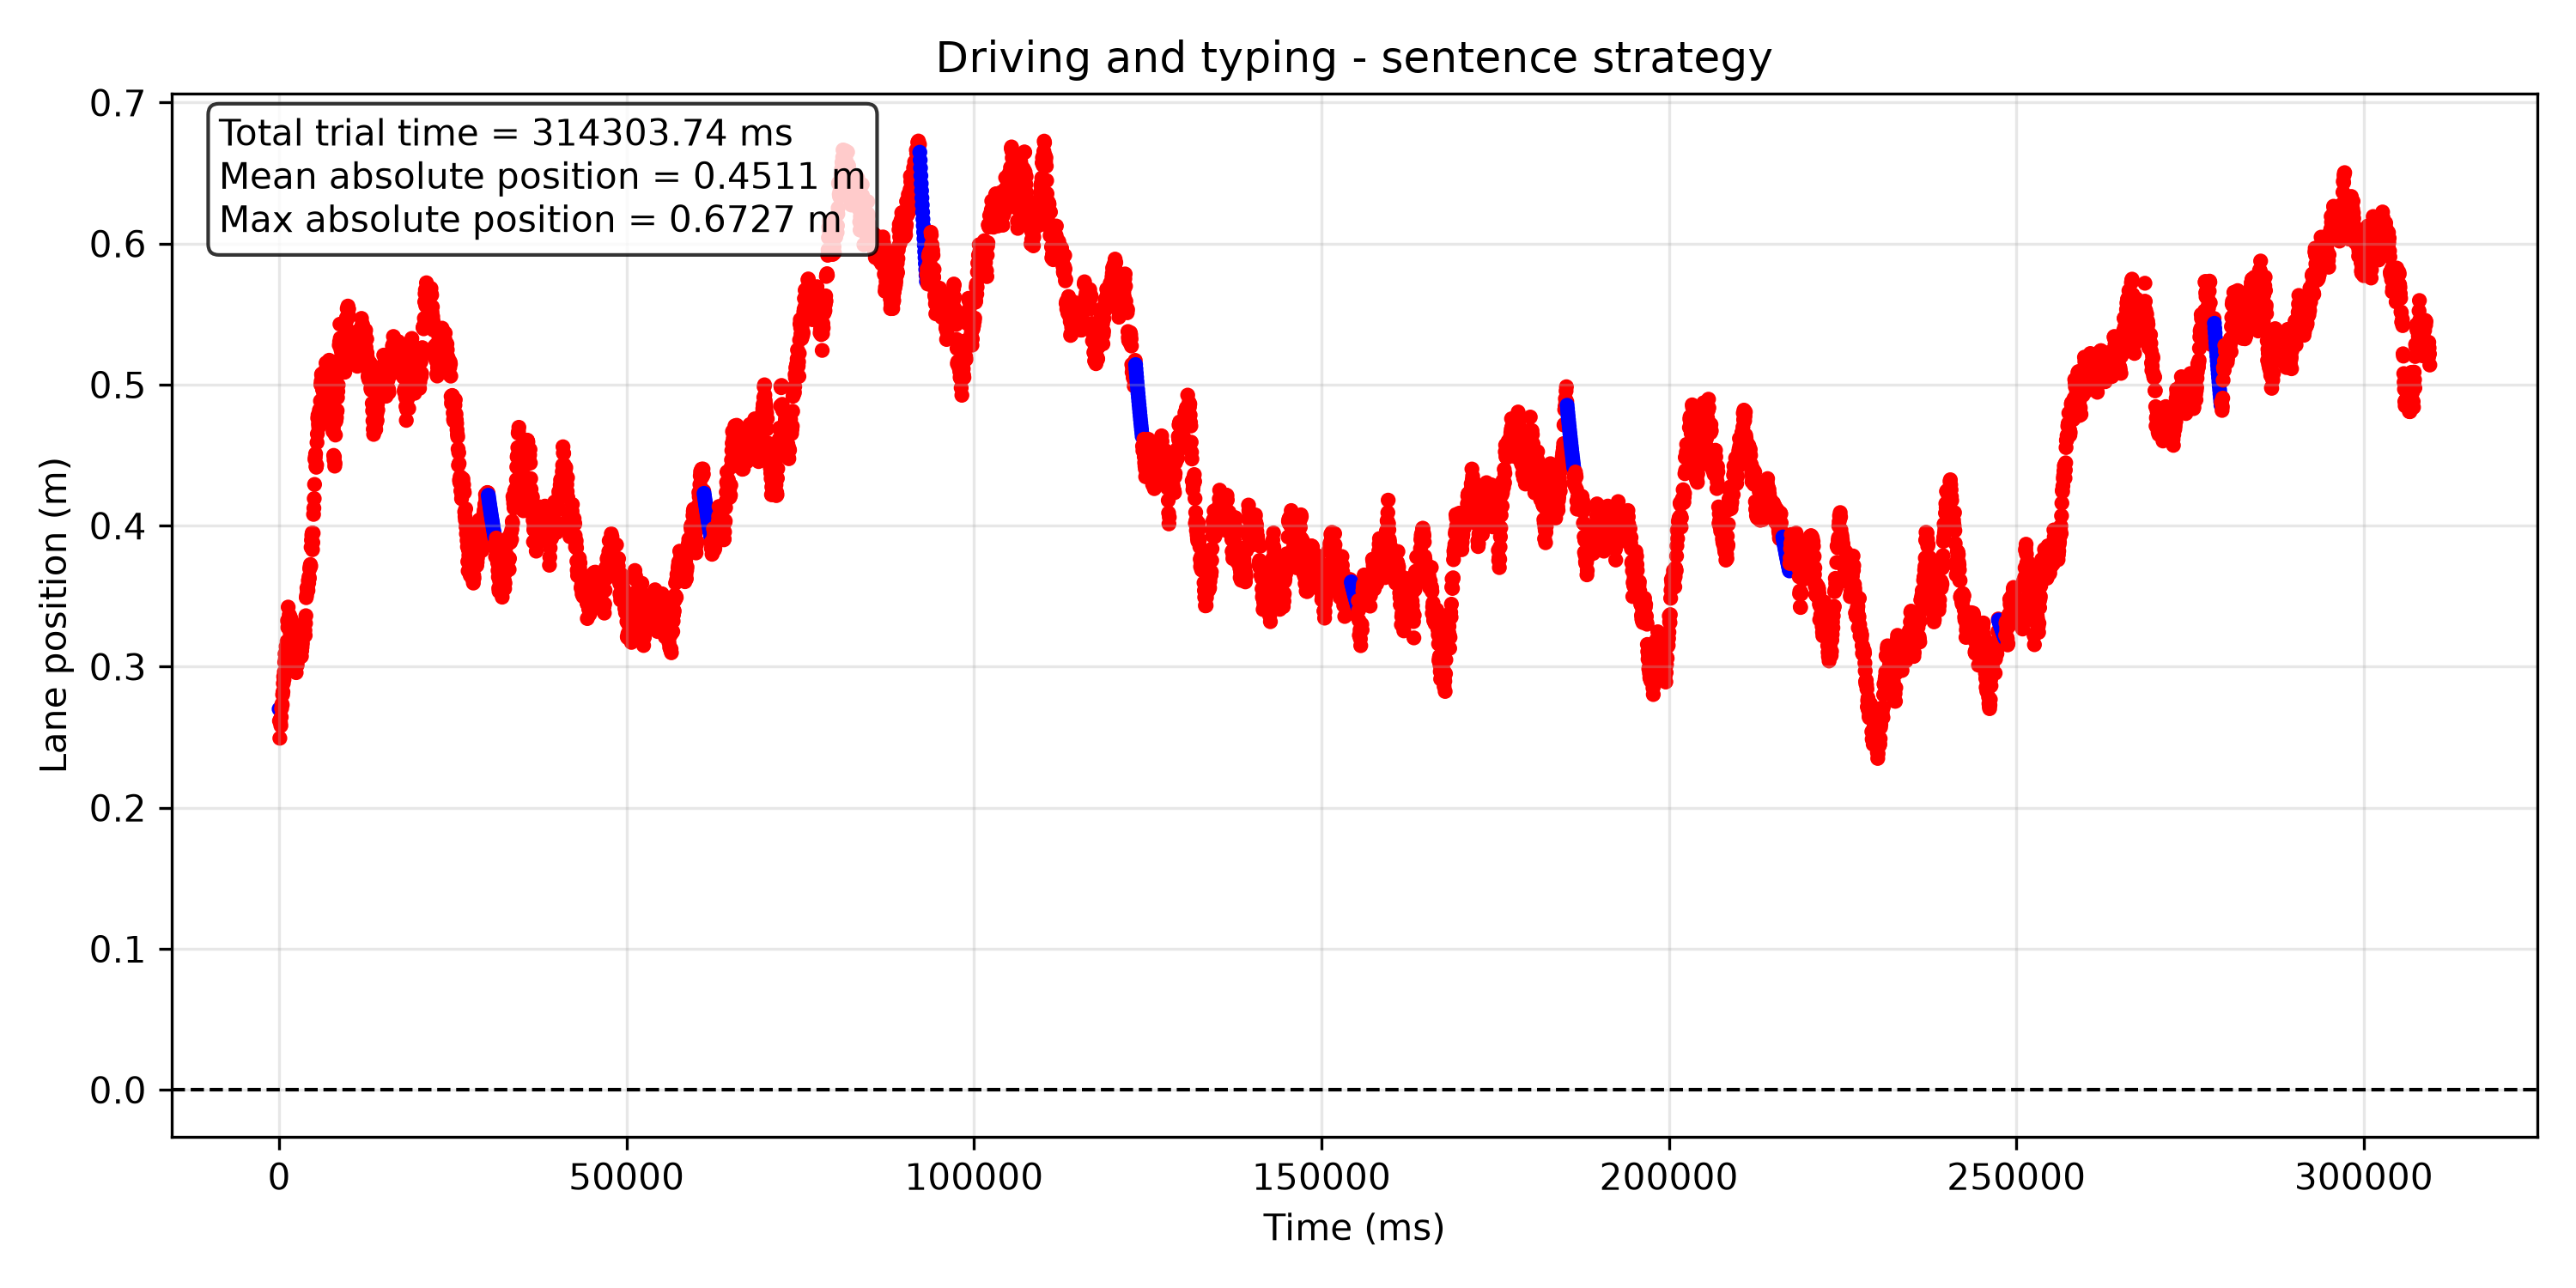 Driving and typing - sentence strategy
Total trial time = 314303.74 ms
Mean absolute position = 0.4511 m
Max absolute position = 0.6727 m
Lane position (m)
0.7
0.6
0.5
0.4
0.3
0.2
0.1
0.0
0 50000 100000 150000 200000 250000 300000
Time (ms)